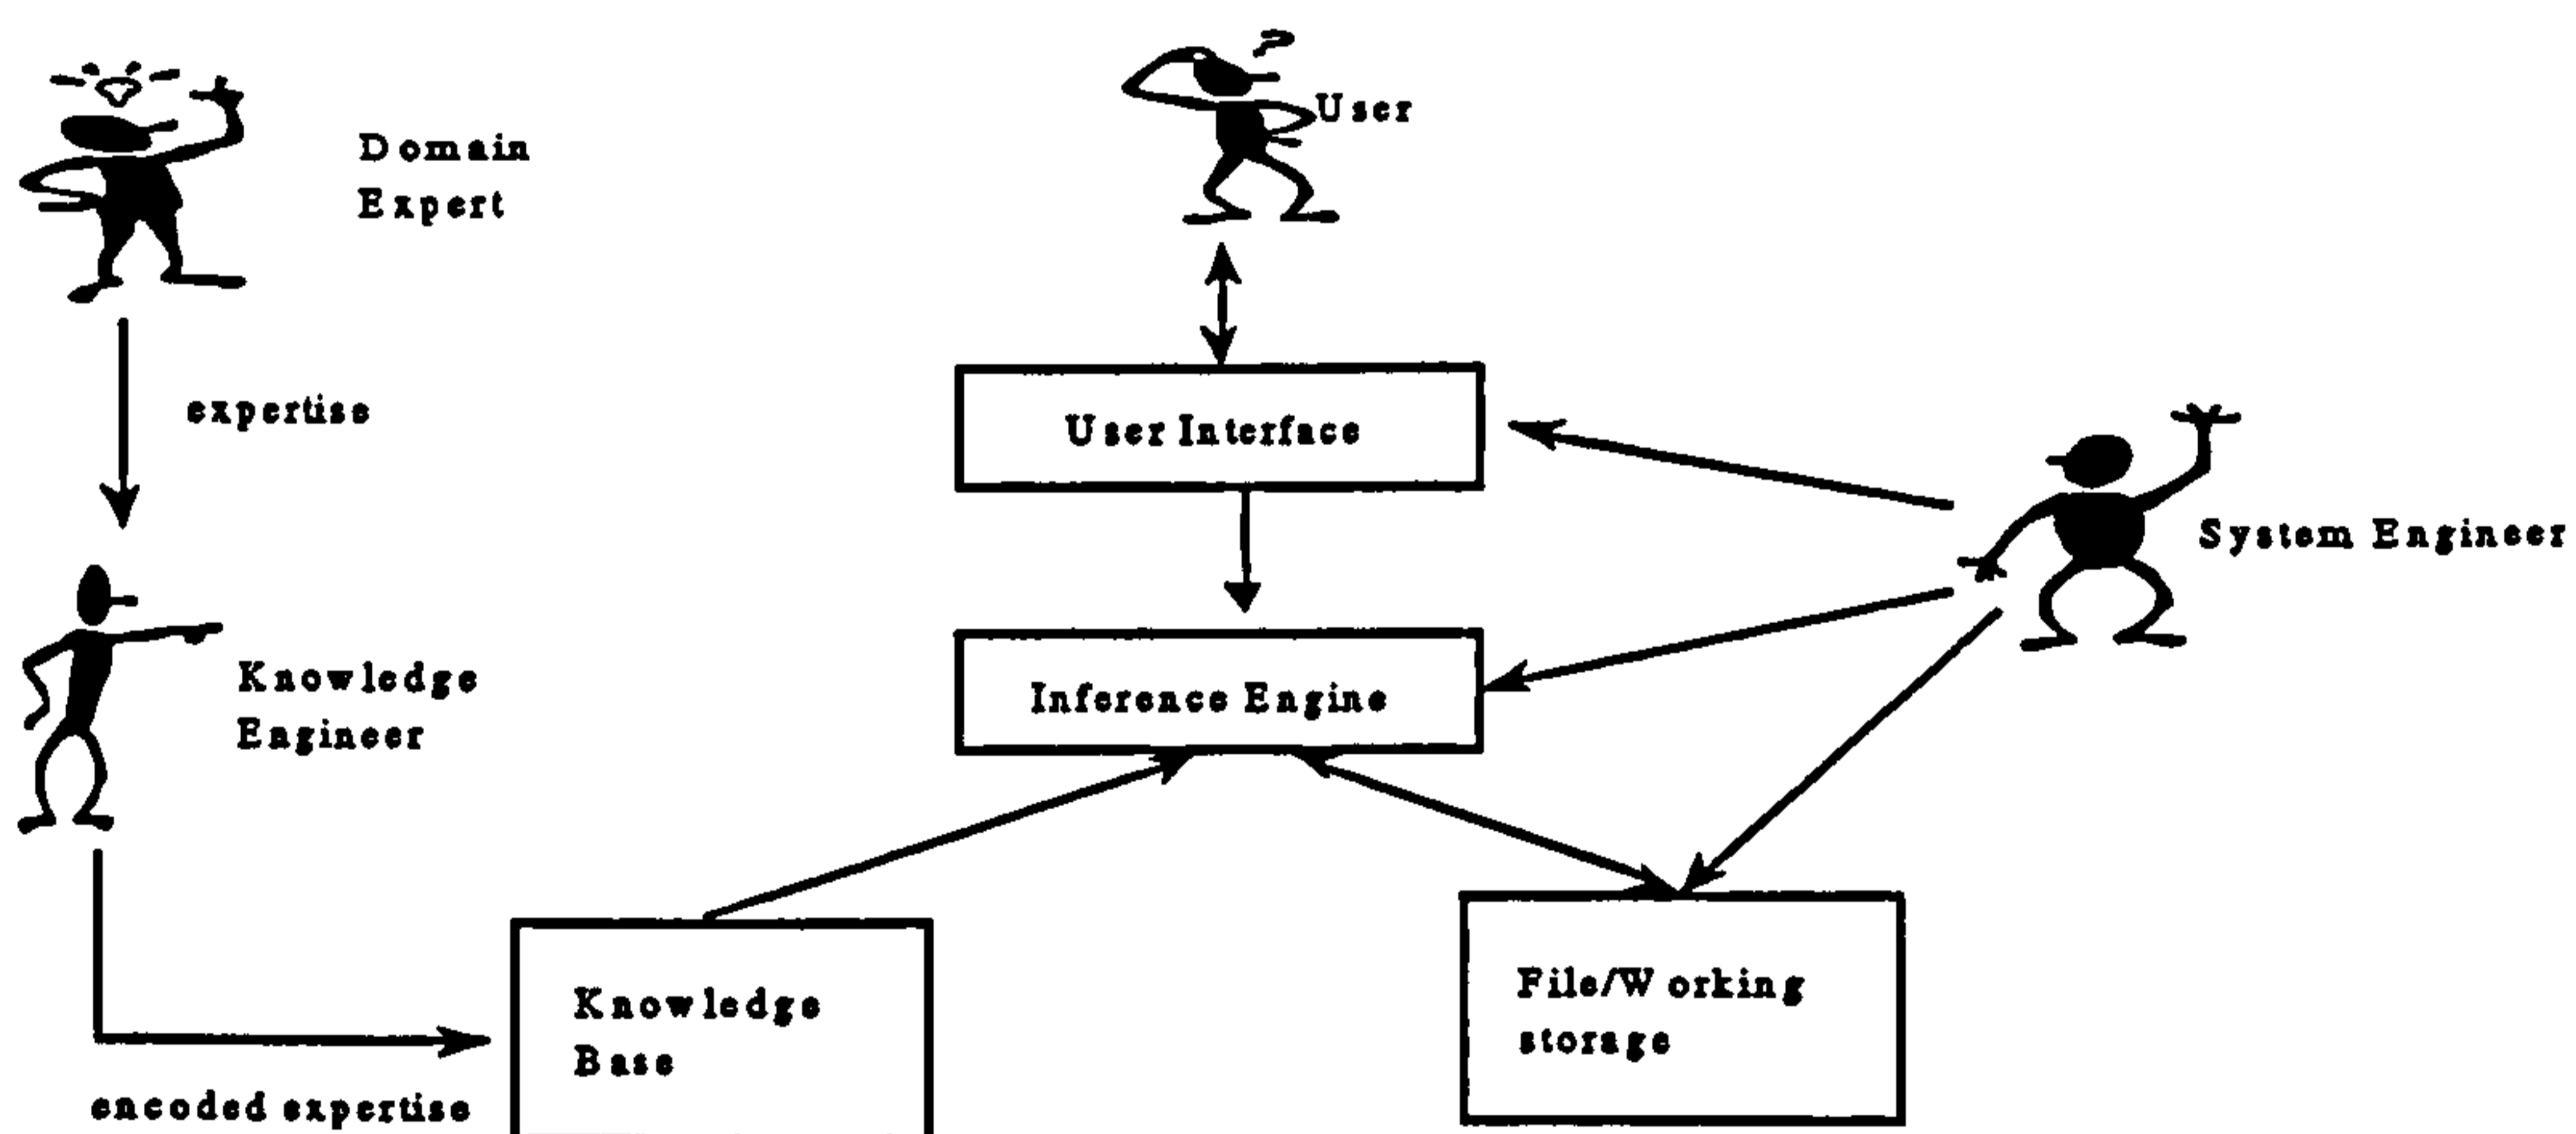 Domain
Expert
User
expertise
User Interface
System Engineer
Knowledge
Engineer
Inference Engine
File/Working
storage
Knowledge
Base
encoded expertise